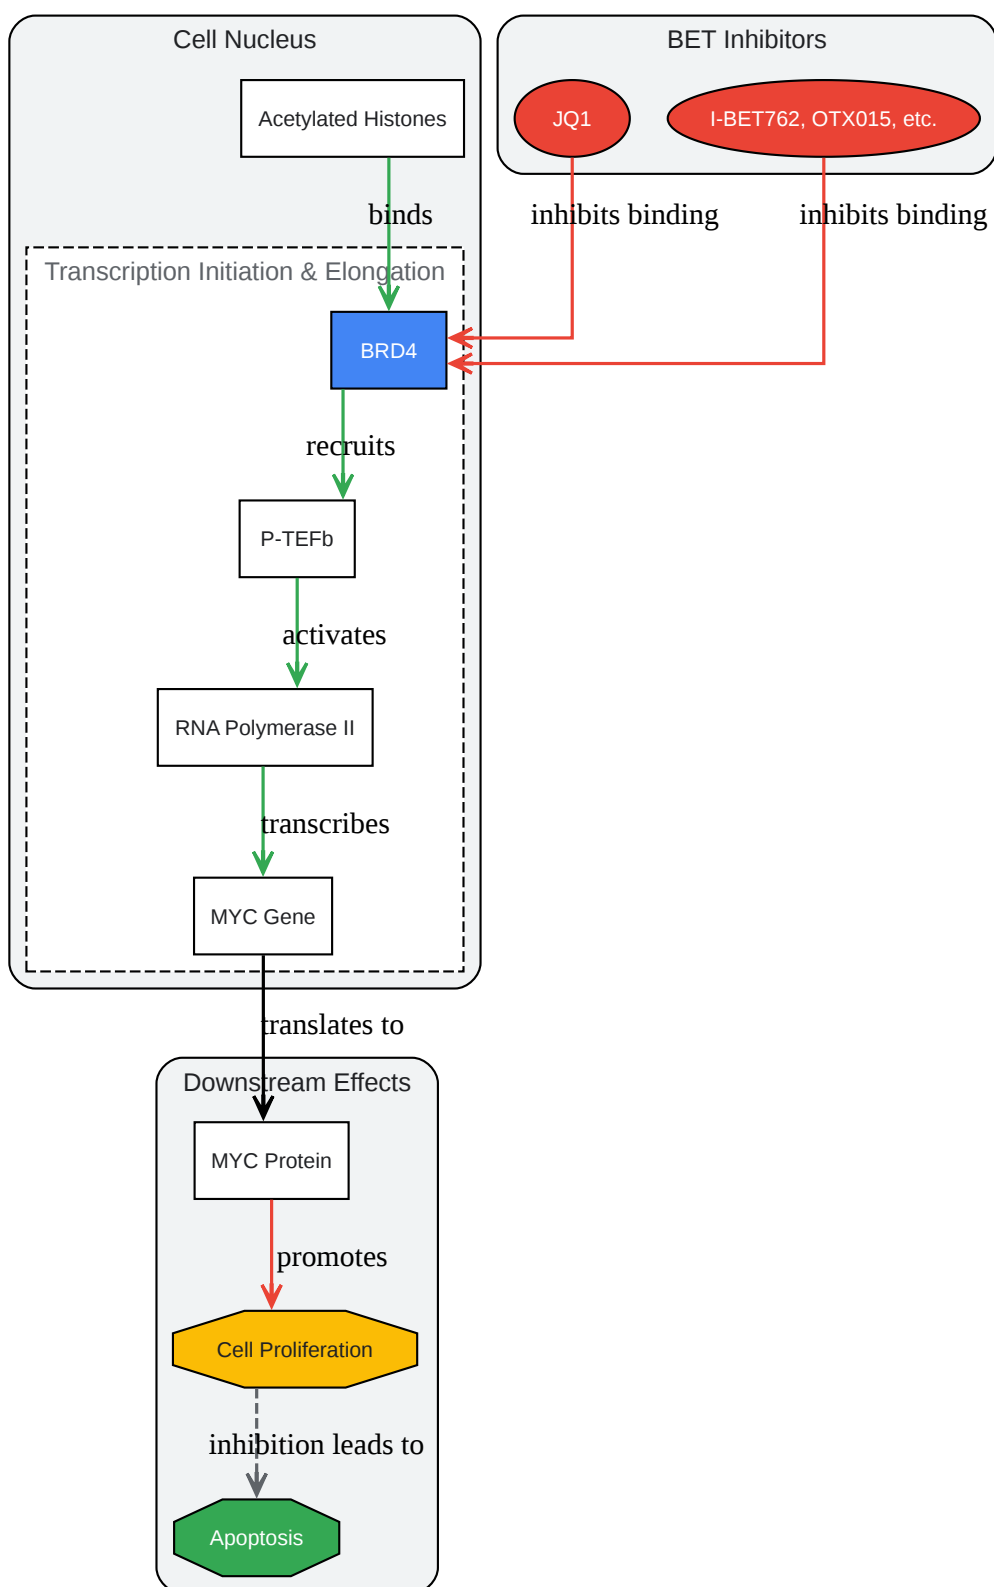 Cell Nucleus
BET Inhibitors
Acetylated Histones
JQ1
I-BET762, OTX015, etc.
binds
inhibits binding
inhibits binding
Transcription Initiation & Elongation
BRD4
recruits
P-TEFb
activates
RNA Polymerase II
transcribes
MYC Gene
translates to
Downstream Effects
MYC Protein
promotes
Cell Proliferation
inhibition leads to
Apoptosis